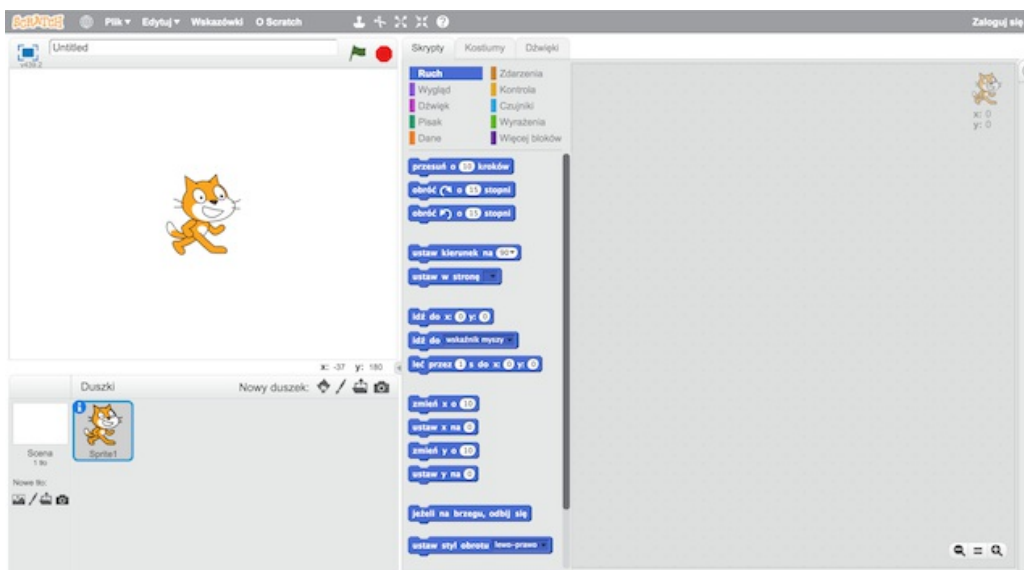 SCRATCH Plik Edytuj Wskazówki O Scratch Zaloguj się
Untitled
v439.2
Skrypty Kostiumy Dźwięki
Ruch Zdarzenia
Wygląd Kontrola
Dźwięk Czujniki
Pisak Wyrażenia
Dane Więcej bloków
x: 0
y: 0
przesuń o 10 kroków
obróć o 15 stopni
obróć o 15 stopni
ustaw kierunek na 90
ustaw w stronę
idź do x: 0 y: 0
idź do wskaźnik myszy
leć przez 1 s do x: 0 y: 0
zmień x o 10
ustaw x na 0
zmień y o 10
ustaw y na 0
jeżeli na brzegu, odbij się
ustaw styl obrotu lewo-prawo
x: -37 y: 180
Duszki Nowy duszek:
Scena
1 tło
Sprite1
Nowe tło: